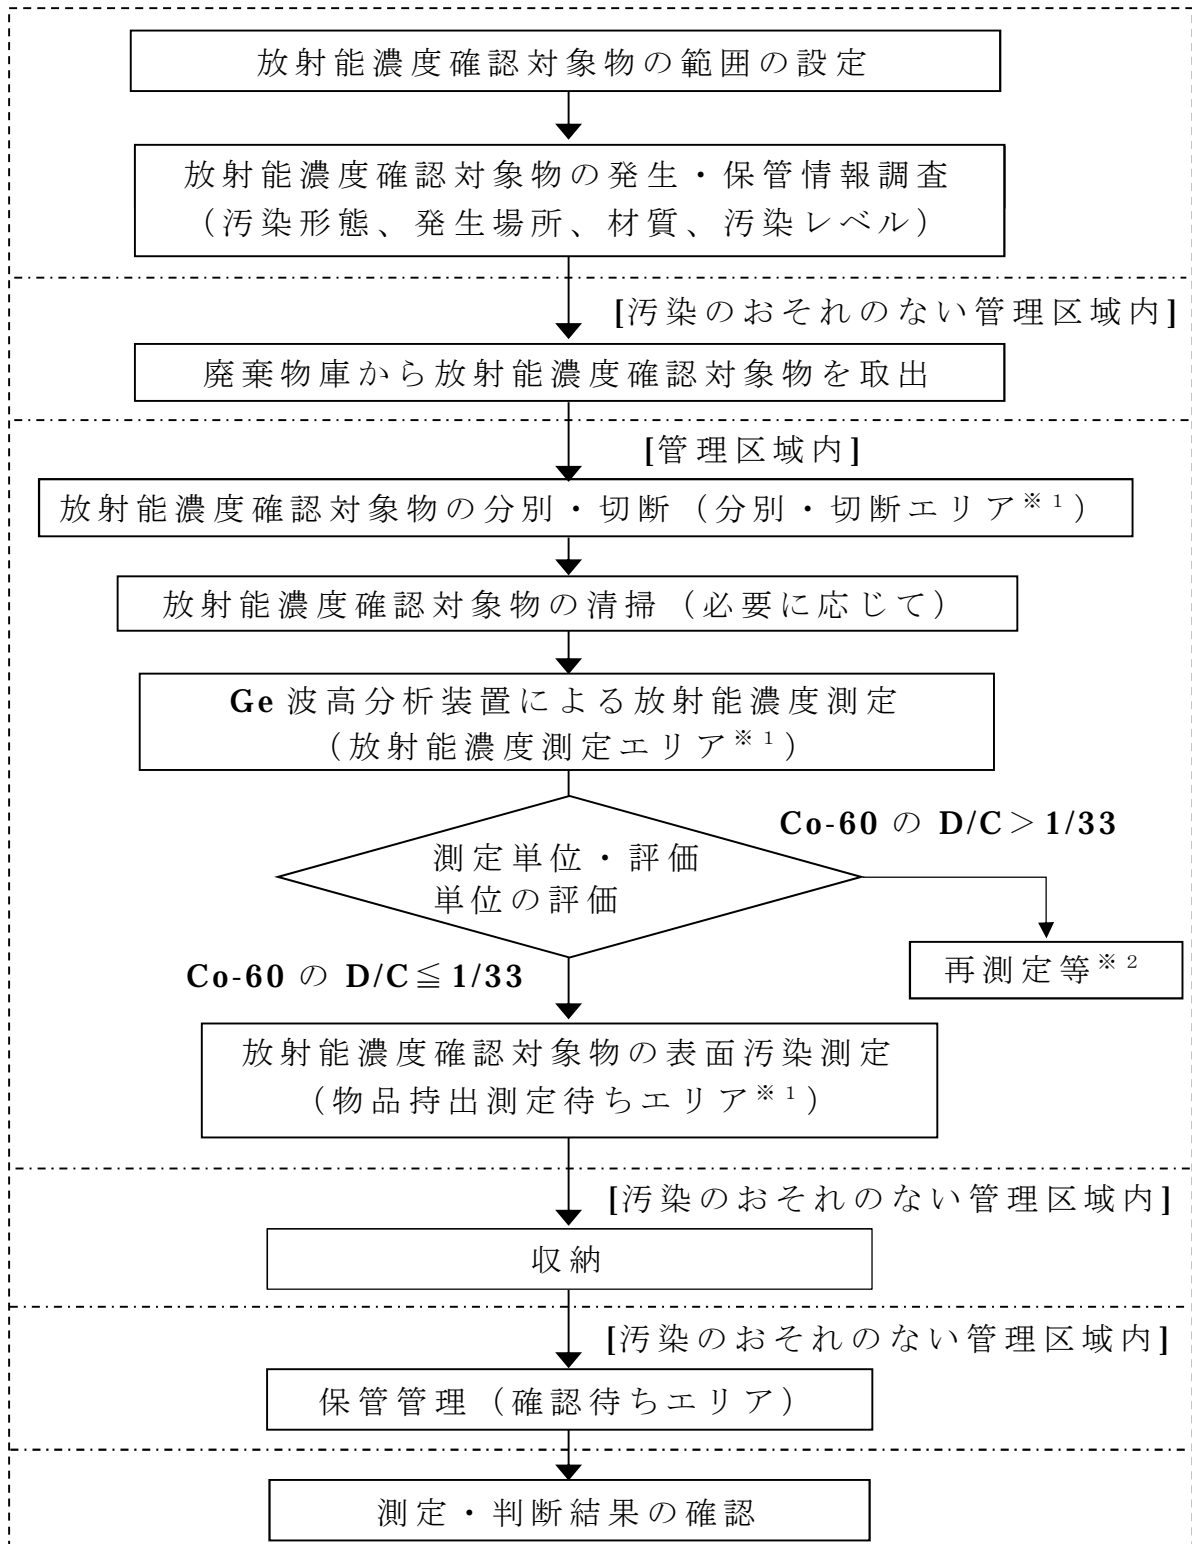 放射能濃度確認対象物の範囲の設定
放射能濃度確認対象物の発生・保管情報調査
（汚染形態、発生場所、材質、汚染レベル）
[汚染のおそれのない管理区域内]
廃棄物庫から放射能濃度確認対象物を取出
[管理区域内]
放射能濃度確認対象物の分別・切断（分別・切断エリア※１）
放射能濃度確認対象物の清掃（必要に応じて）
Ge 波高分析装置による放射能濃度測定
（放射能濃度測定エリア※１）
Co-60 の D/C＞1/33
測定単位・評価
単位の評価
再測定等※２
Co-60 の D/C≦1/33
放射能濃度確認対象物の表面汚染測定
（物品持出測定待ちエリア※１）
[汚染のおそれのない管理区域内]
収納
[汚染のおそれのない管理区域内]
保管管理（確認待ちエリア）
測定・判断結果の確認